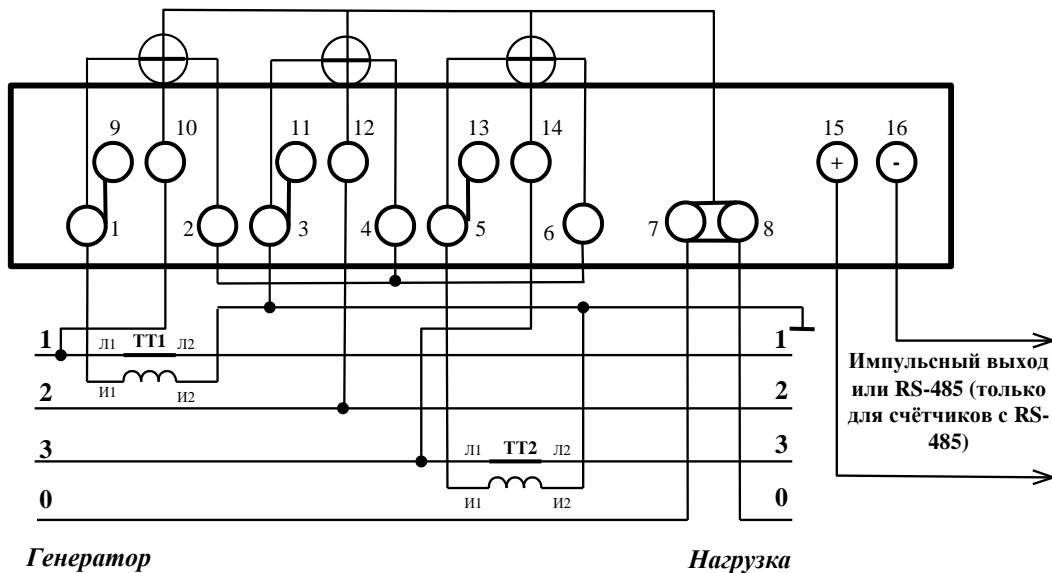 9 10 11 12 13 14 15 16
+ -
1 2 3 4 5 6 7 8
1 Л1 ТТ1 Л2 1
И1 И2
2 2
3 Л1 ТТ2 Л2 3
И1 И2
0 0
Импульсный выход
или RS-485 (только
для счётчиков с RS-
485)
Генератор Нагрузка